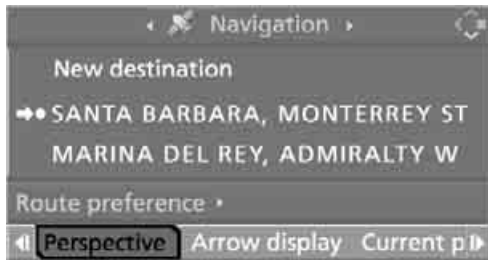 Navigation
New destination
SANTA BARBARA, MONTERREY ST
MARINA DEL REY, ADMIRALTY W
Route preference
Perspective Arrow display Current p